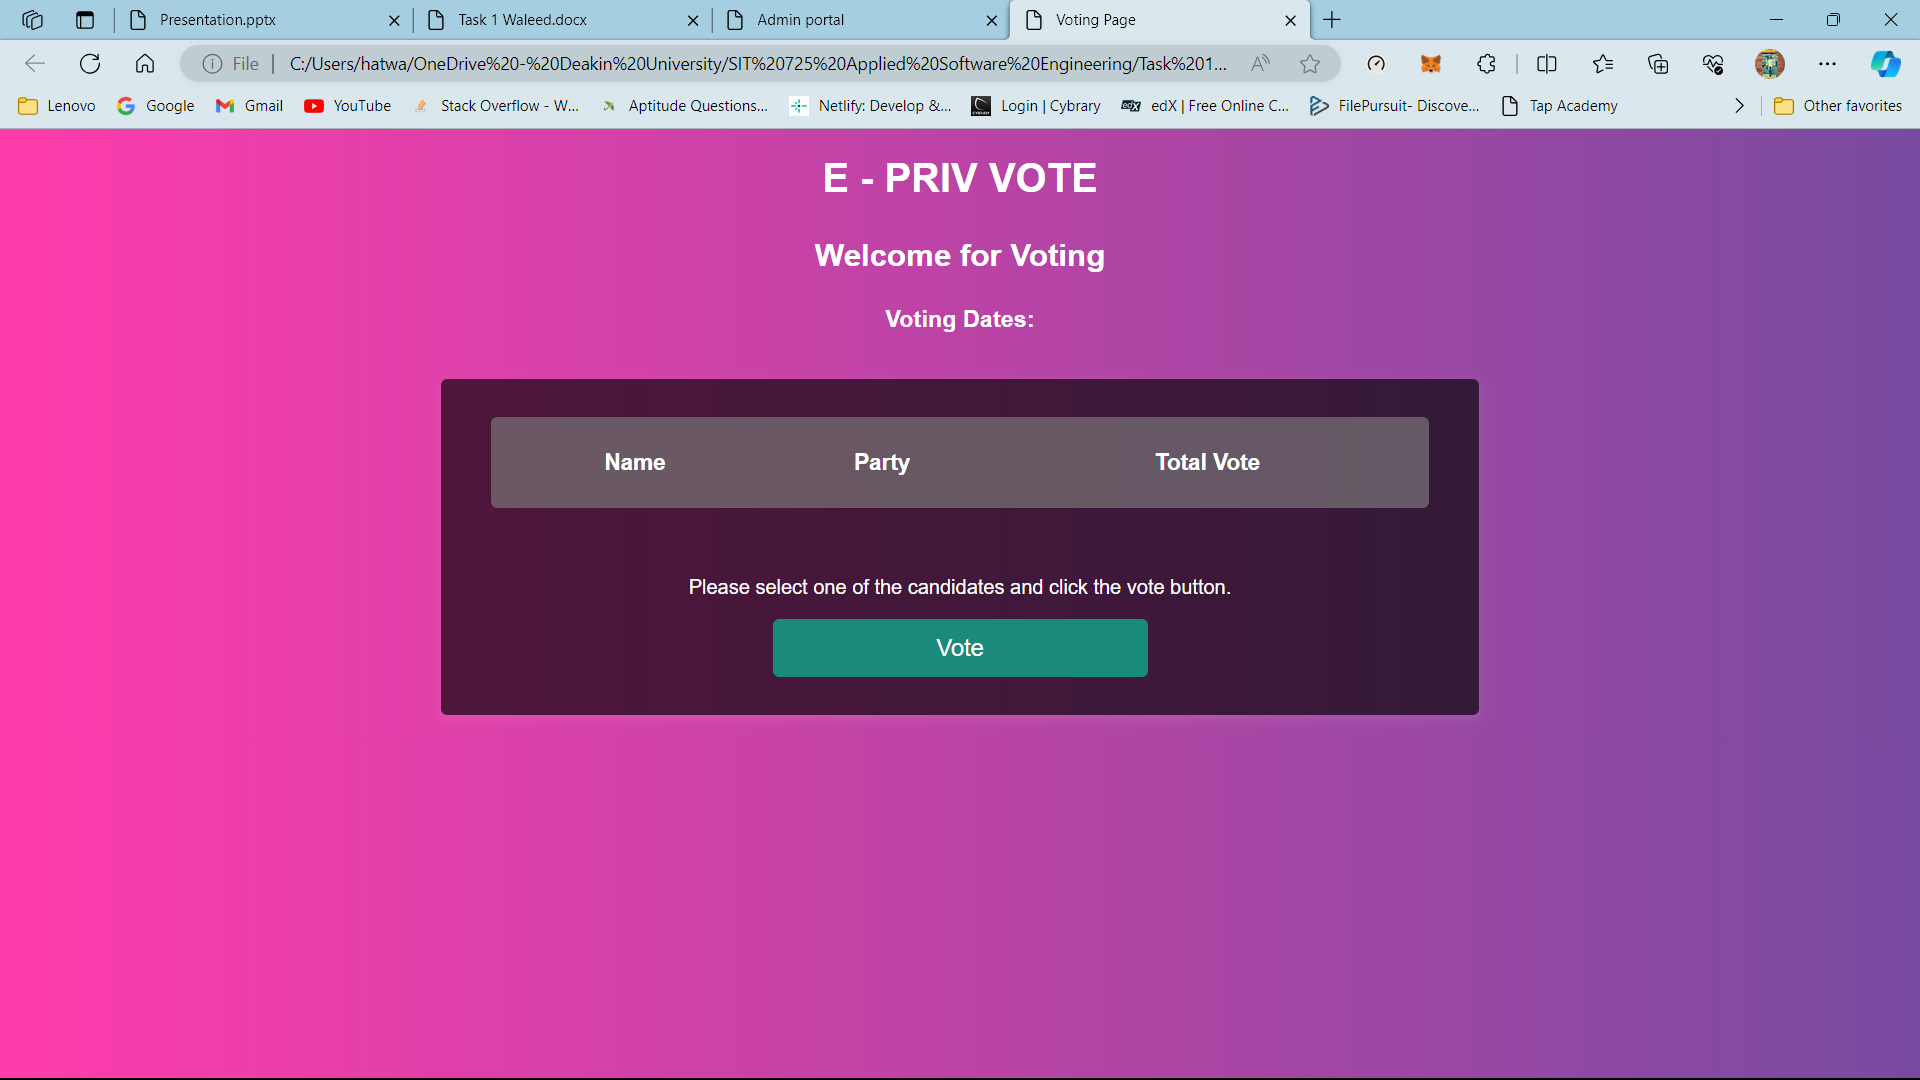 Presentation.pptx
Task 1 Waleed.docx
Admin portal
Voting Page
File
C:/Users/hatwa/OneDrive%20-%20Deakin%20University/SIT%20725%20Applied%20Software%20Engineering/Task%201...
Lenovo
Google
Gmail
YouTube
Stack Overflow - W...
Aptitude Questions...
Netlify: Develop &...
Login | Cybrary
edX | Free Online C...
FilePursuit- Discove...
Tap Academy
Other favorites
E - PRIV VOTE
Welcome for Voting
Voting Dates:
Name Party Total Vote
Please select one of the candidates and click the vote button.
Vote